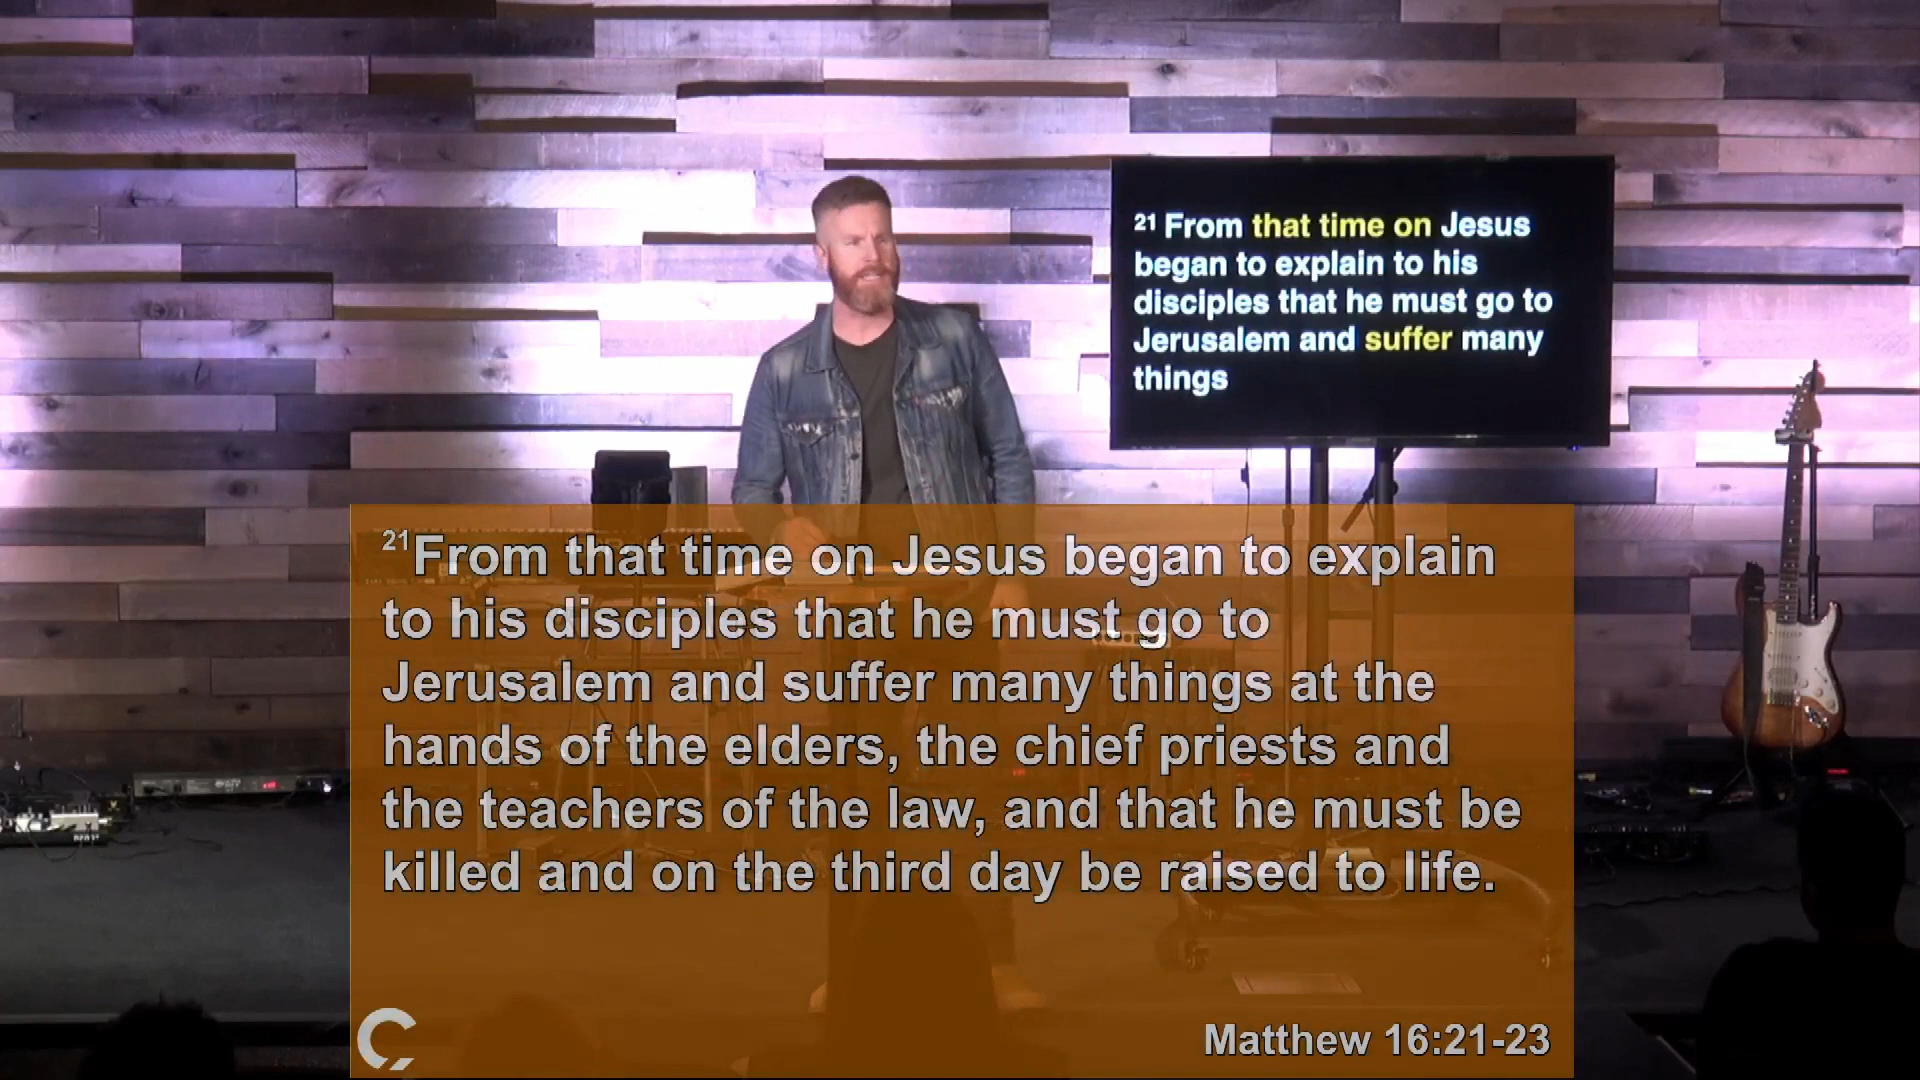 21 From that time on Jesus
began to explain to his
disciples that he must go to
Jerusalem and suffer many
things
21From that time on Jesus began to explain
to his disciples that he must go to
Jerusalem and suffer many things at the
hands of the elders, the chief priests and
the teachers of the law, and that he must be
killed and on the third day be raised to life.
Matthew 16:21-23